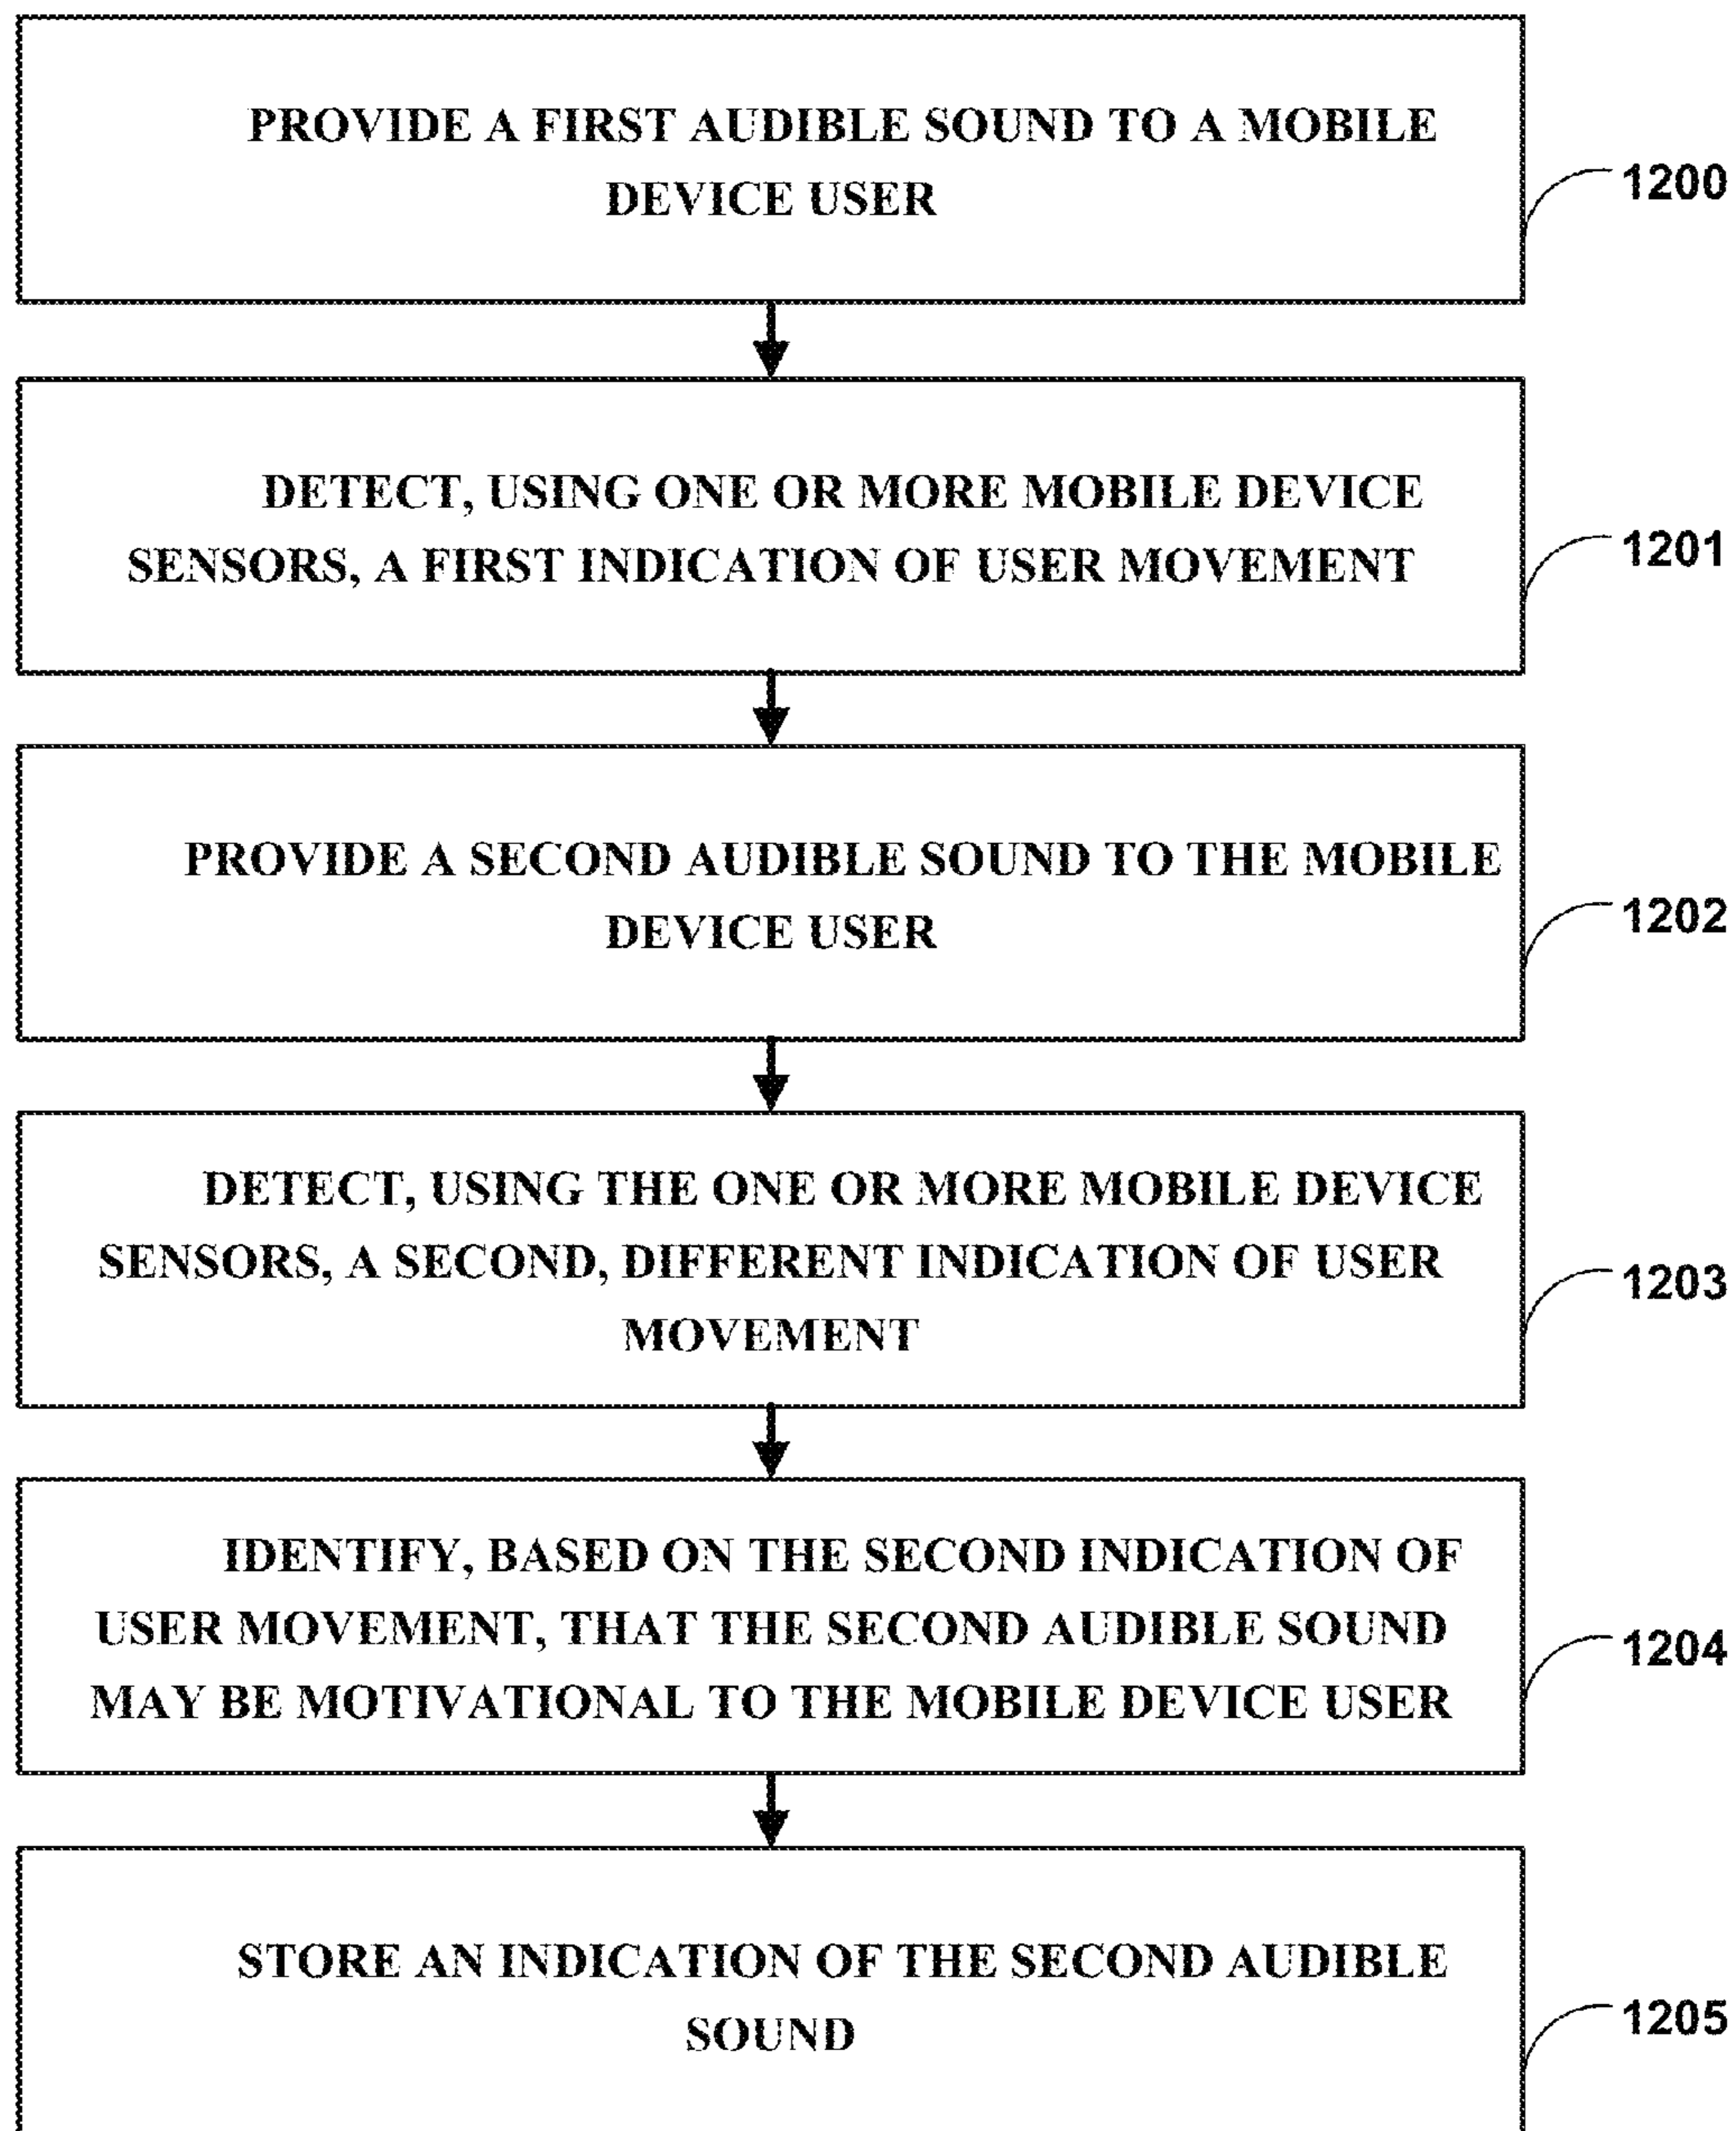 PROVIDE A FIRST AUDIBLE SOUND TO A MOBILE
DEVICE USER
1200
DETECT, USING ONE OR MORE MOBILE DEVICE
SENSORS, A FIRST INDICATION OF USER MOVEMENT
1201
PROVIDE A SECOND AUDIBLE SOUND TO THE MOBILE
DEVICE USER
1202
DETECT, USING THE ONE OR MORE MOBILE DEVICE
SENSORS, A SECOND, DIFFERENT INDICATION OF USER
MOVEMENT
1203
IDENTIFY, BASED ON THE SECOND INDICATION OF
USER MOVEMENT, THAT THE SECOND AUDIBLE SOUND
MAY BE MOTIVATIONAL TO THE MOBILE DEVICE USER
1204
STORE AN INDICATION OF THE SECOND AUDIBLE
SOUND
1205